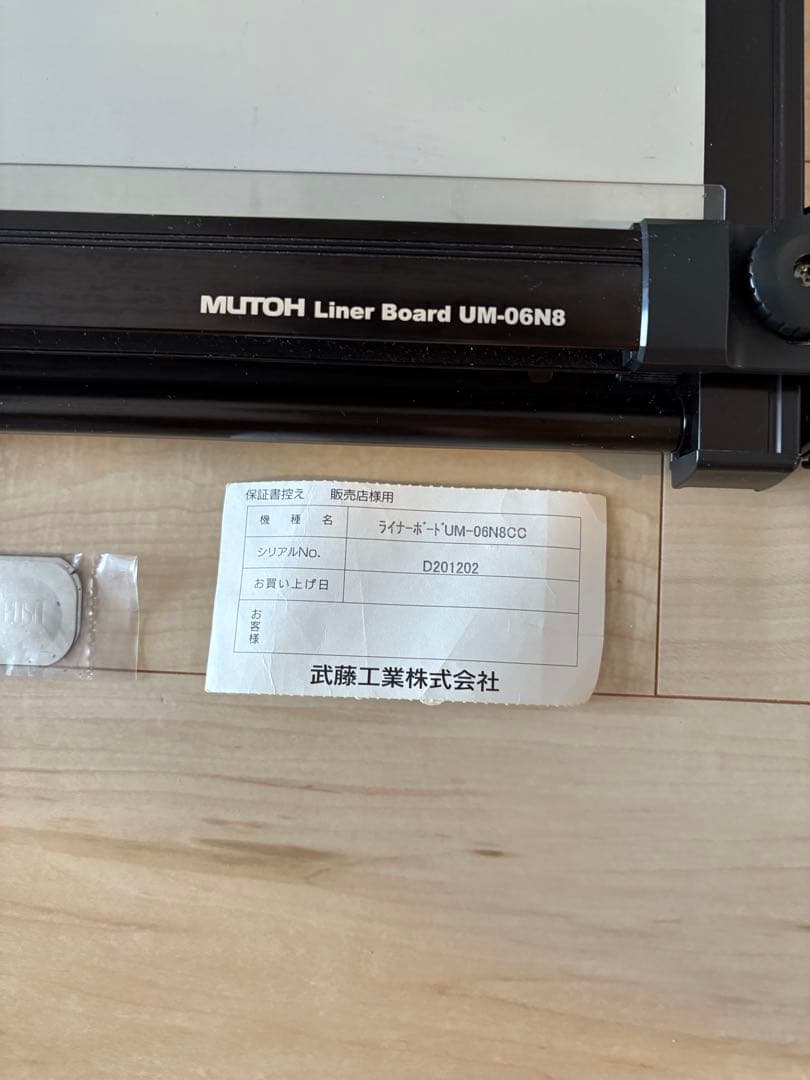 MUTOH Liner Board UM-06N8
保証書控え 販売店様用
機種名 ライナーボードUM-06N8CC
シリアルNo. D201202
お買い上げ日
お客様
武藤工業株式会社